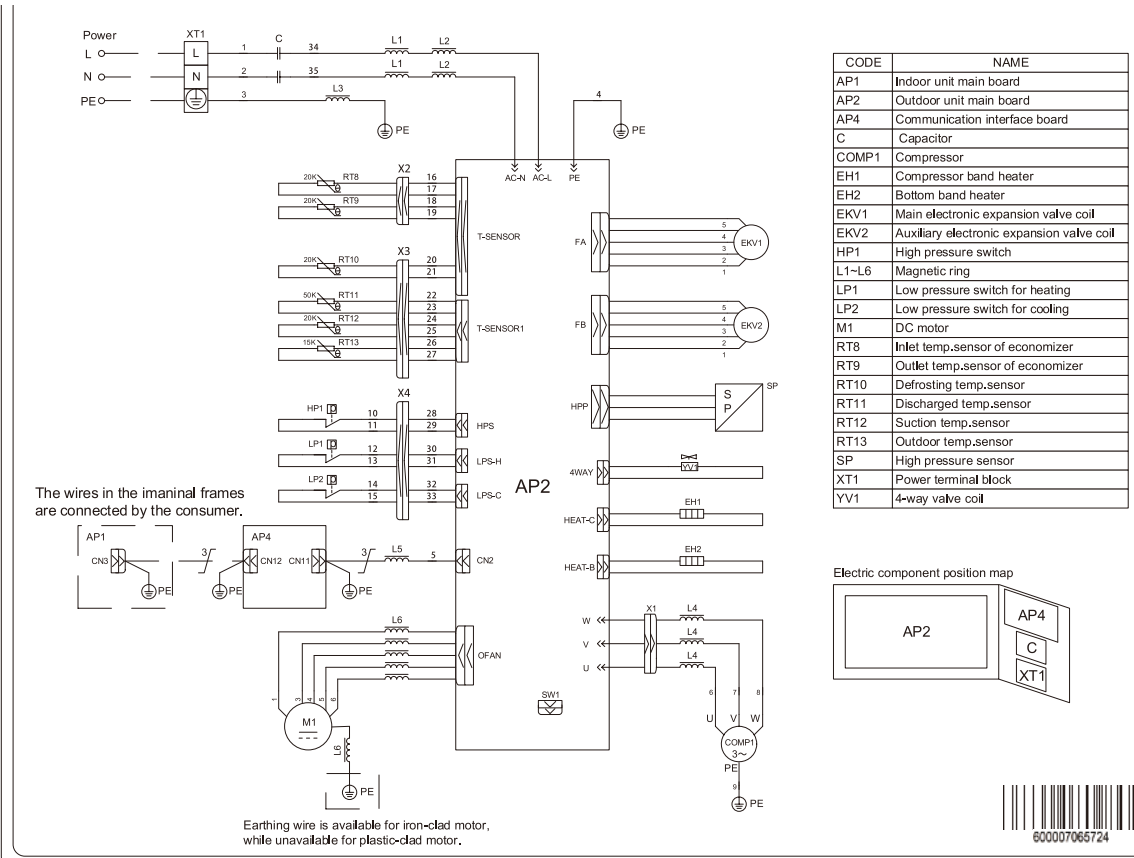 Power
XT1
L
L
1
C
34
L1
L2
N
N
2
35
L1
L2
PE
3
L3
PE
4
PE
AC-N
AC-L
PE
X2
20K
RT8
16
17
20K
RT9
18
19
T-SENSOR
X3
20K
RT10
20
21
50K
RT11
22
23
20K
RT12
24
25
T-SENSOR1
15K
RT13
26
27
X4
HP1
P
10
28
11
29
HPS
LP1
P
12
30
13
31
LPS-H
LP2
P
14
32
15
33
LPS-C
AP2
FA
5
4
3
2
1
EKV1
FB
5
4
3
2
1
EKV2
HPP
S
P
SP
4WAY
YV1
HEAT-C
EH1
HEAT-B
EH2
The wires in the imaninal frames
are connected by the consumer.
AP1
CN3
PE
3
AP4
CN12
CN11
PE
PE
3
L5
5
CN2
L6
OFAN
1
3
4
5
6
M1
L6
PE
Earthing wire is available for iron-clad motor,
while unavailable for plastic-clad motor.
SW1
W
V
U
X1
L4
L4
L4
6
7
8
U
V
W
COMP1
3~
PE
9
PE
CODE NAME
AP1 Indoor unit main board
AP2 Outdoor unit main board
AP4 Communication interface board
C Capacitor
COMP1 Compressor
EH1 Compressor band heater
EH2 Bottom band heater
EKV1 Main electronic expansion valve coil
EKV2 Auxiliary electronic expansion valve coil
HP1 High pressure switch
L1~L6 Magnetic ring
LP1 Low pressure switch for heating
LP2 Low pressure switch for cooling
M1 DC motor
RT8 Inlet temp.sensor of economizer
RT9 Outlet temp.sensor of economizer
RT10 Defrosting temp.sensor
RT11 Discharged temp.sensor
RT12 Suction temp.sensor
RT13 Outdoor temp.sensor
SP High pressure sensor
XT1 Power terminal block
YV1 4-way valve coil
Electric component position map
AP2
AP4
C
XT1
600007065724